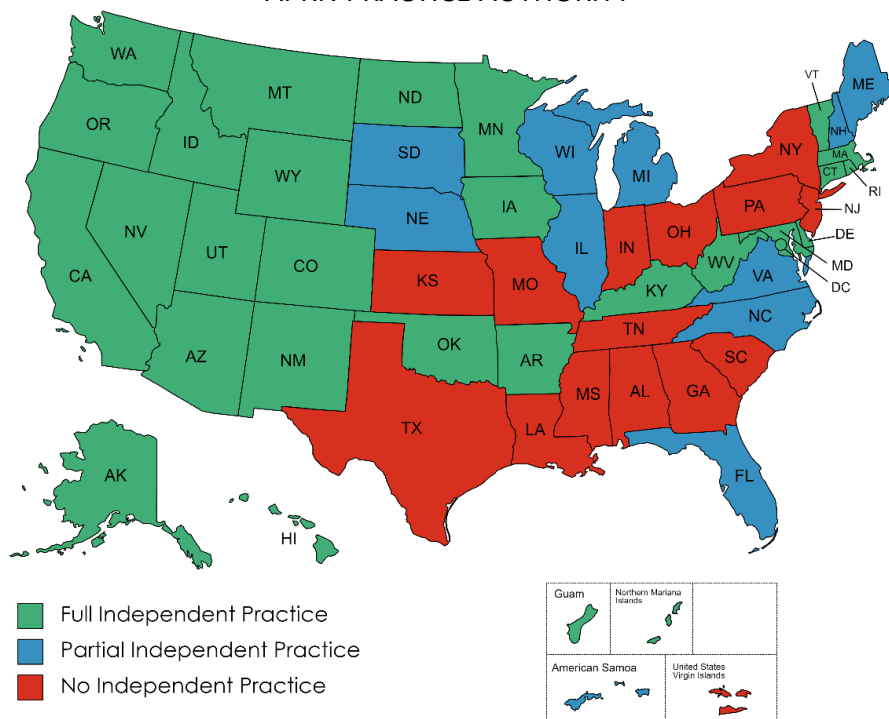 APRN PRACTICE AUTHORITY
WA
MT
ND
MN
VT
ME
OR
ID
WY
SD
WI
MI
NH
NY
MA
CT
RI
NV
UT
CO
NE
IA
IL
IN
OH
PA
NJ
DE
MD
DC
CA
AZ
NM
KS
MO
KY
WV
VA
NC
TN
OK
AR
SC
TX
LA
MS
AL
GA
FL
AK
HI
Full Independent Practice
Partial Independent Practice
No Independent Practice
Guam
Northern Mariana
Islands
American Samoa
United States
Virgin Islands